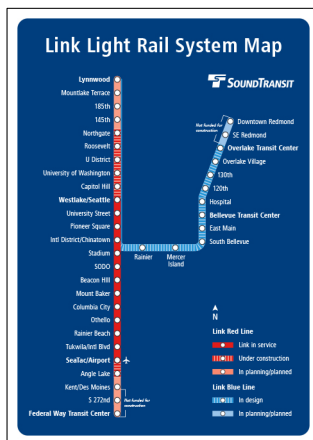 Link Light Rail System Map
SOUNDTRANSIT
Lynnwood
Mountlake Terrace
185th
145th
Northgate
Roosevelt
U District
University of Washington
Capitol Hill
Westlake/Seattle
University Street
Pioneer Square
Intl District/Chinatown
Stadium
SODO
Beacon Hill
Mount Baker
Columbia City
Othello
Rainier Beach
Tukwila/Intl Blvd
SeaTac/Airport
Angle Lake
Kent/Des Moines
S 272nd
Federal Way Transit Center
Not funded for
construction
Not funded for
construction
Downtown Redmond
SE Redmond
Overlake Transit Center
Overlake Village
130th
120th
Hospital
Bellevue Transit Center
East Main
South Bellevue
Rainier
Mercer
Island
N
Link Red Line
Link in service
Under construction
In planning/planned
Link Blue Line
In design
In planning/planned